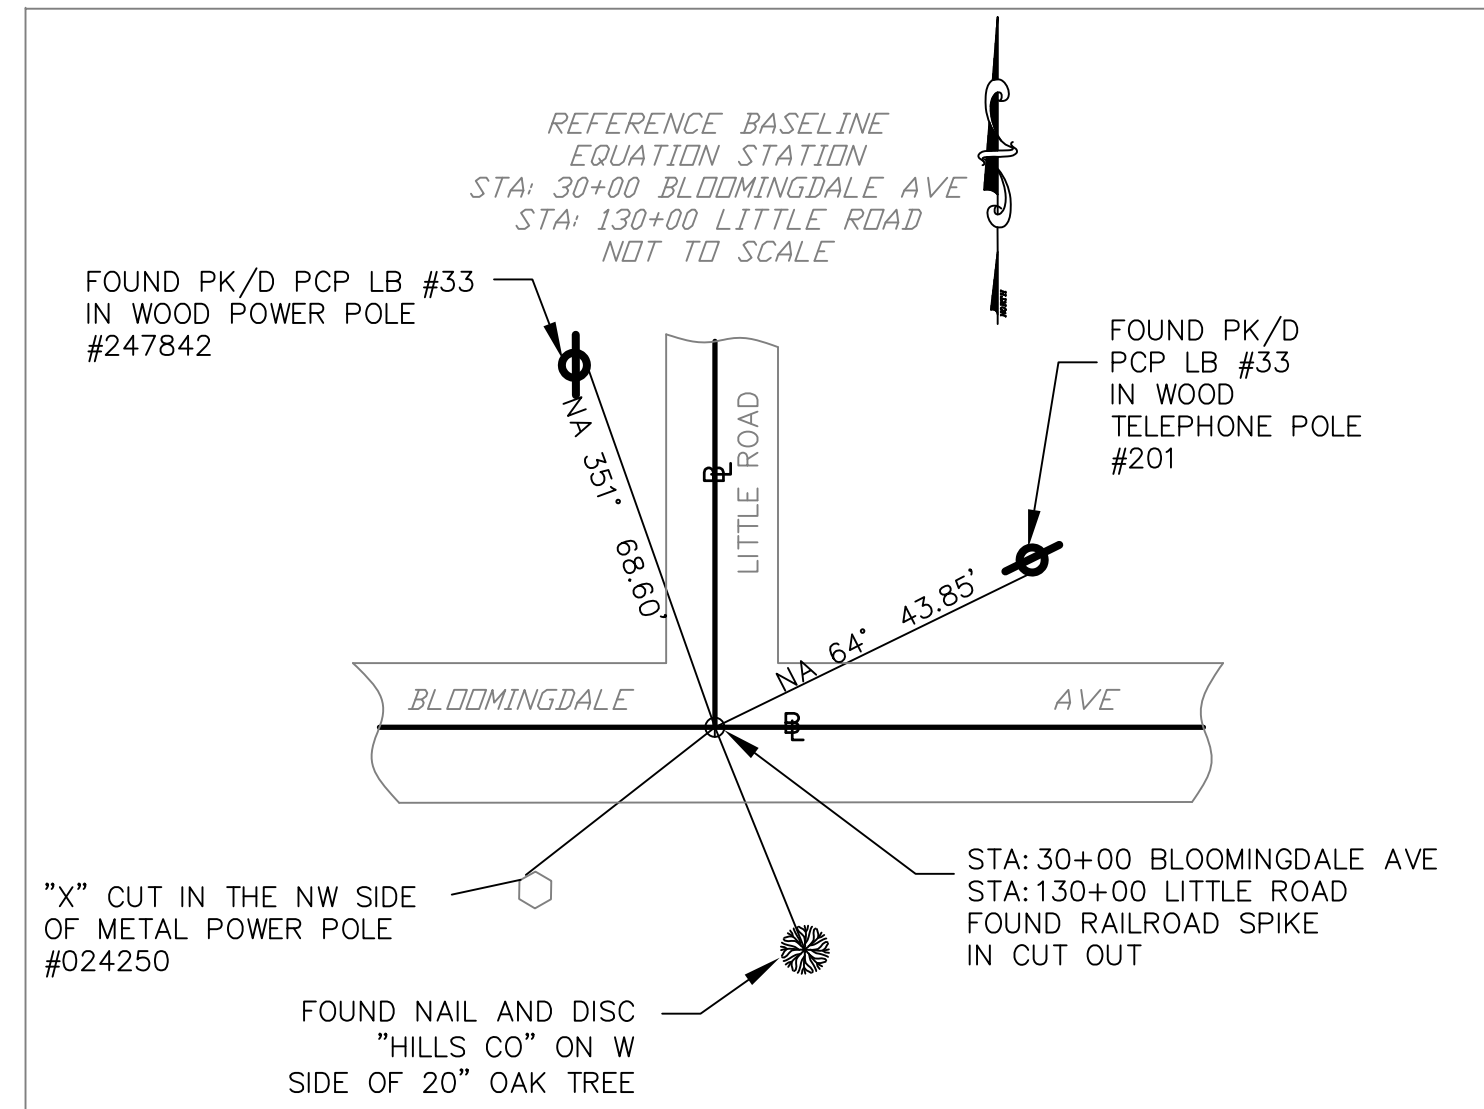 REFERENCE BASELINE
EQUATION STATION
STA: 30+00 BLOOMINGDALE AVE
STA: 130+00 LITTLE ROAD
NOT TO SCALE
NORTH
FOUND PK/D PCP LB #33
IN WOOD POWER POLE
#247842
FOUND PK/D
PCP LB #33
IN WOOD
TELEPHONE POLE
#201
NA 351° 68.60'
BL
LITTLE ROAD
NA 64° 43.85'
BLOOMINGDALE AVE
BL
"X" CUT IN THE NW SIDE
OF METAL POWER POLE
#024250
STA:30+00 BLOOMINGDALE AVE
STA:130+00 LITTLE ROAD
FOUND RAILROAD SPIKE
IN CUT OUT
FOUND NAIL AND DISC
"HILLS CO" ON W
SIDE OF 20" OAK TREE